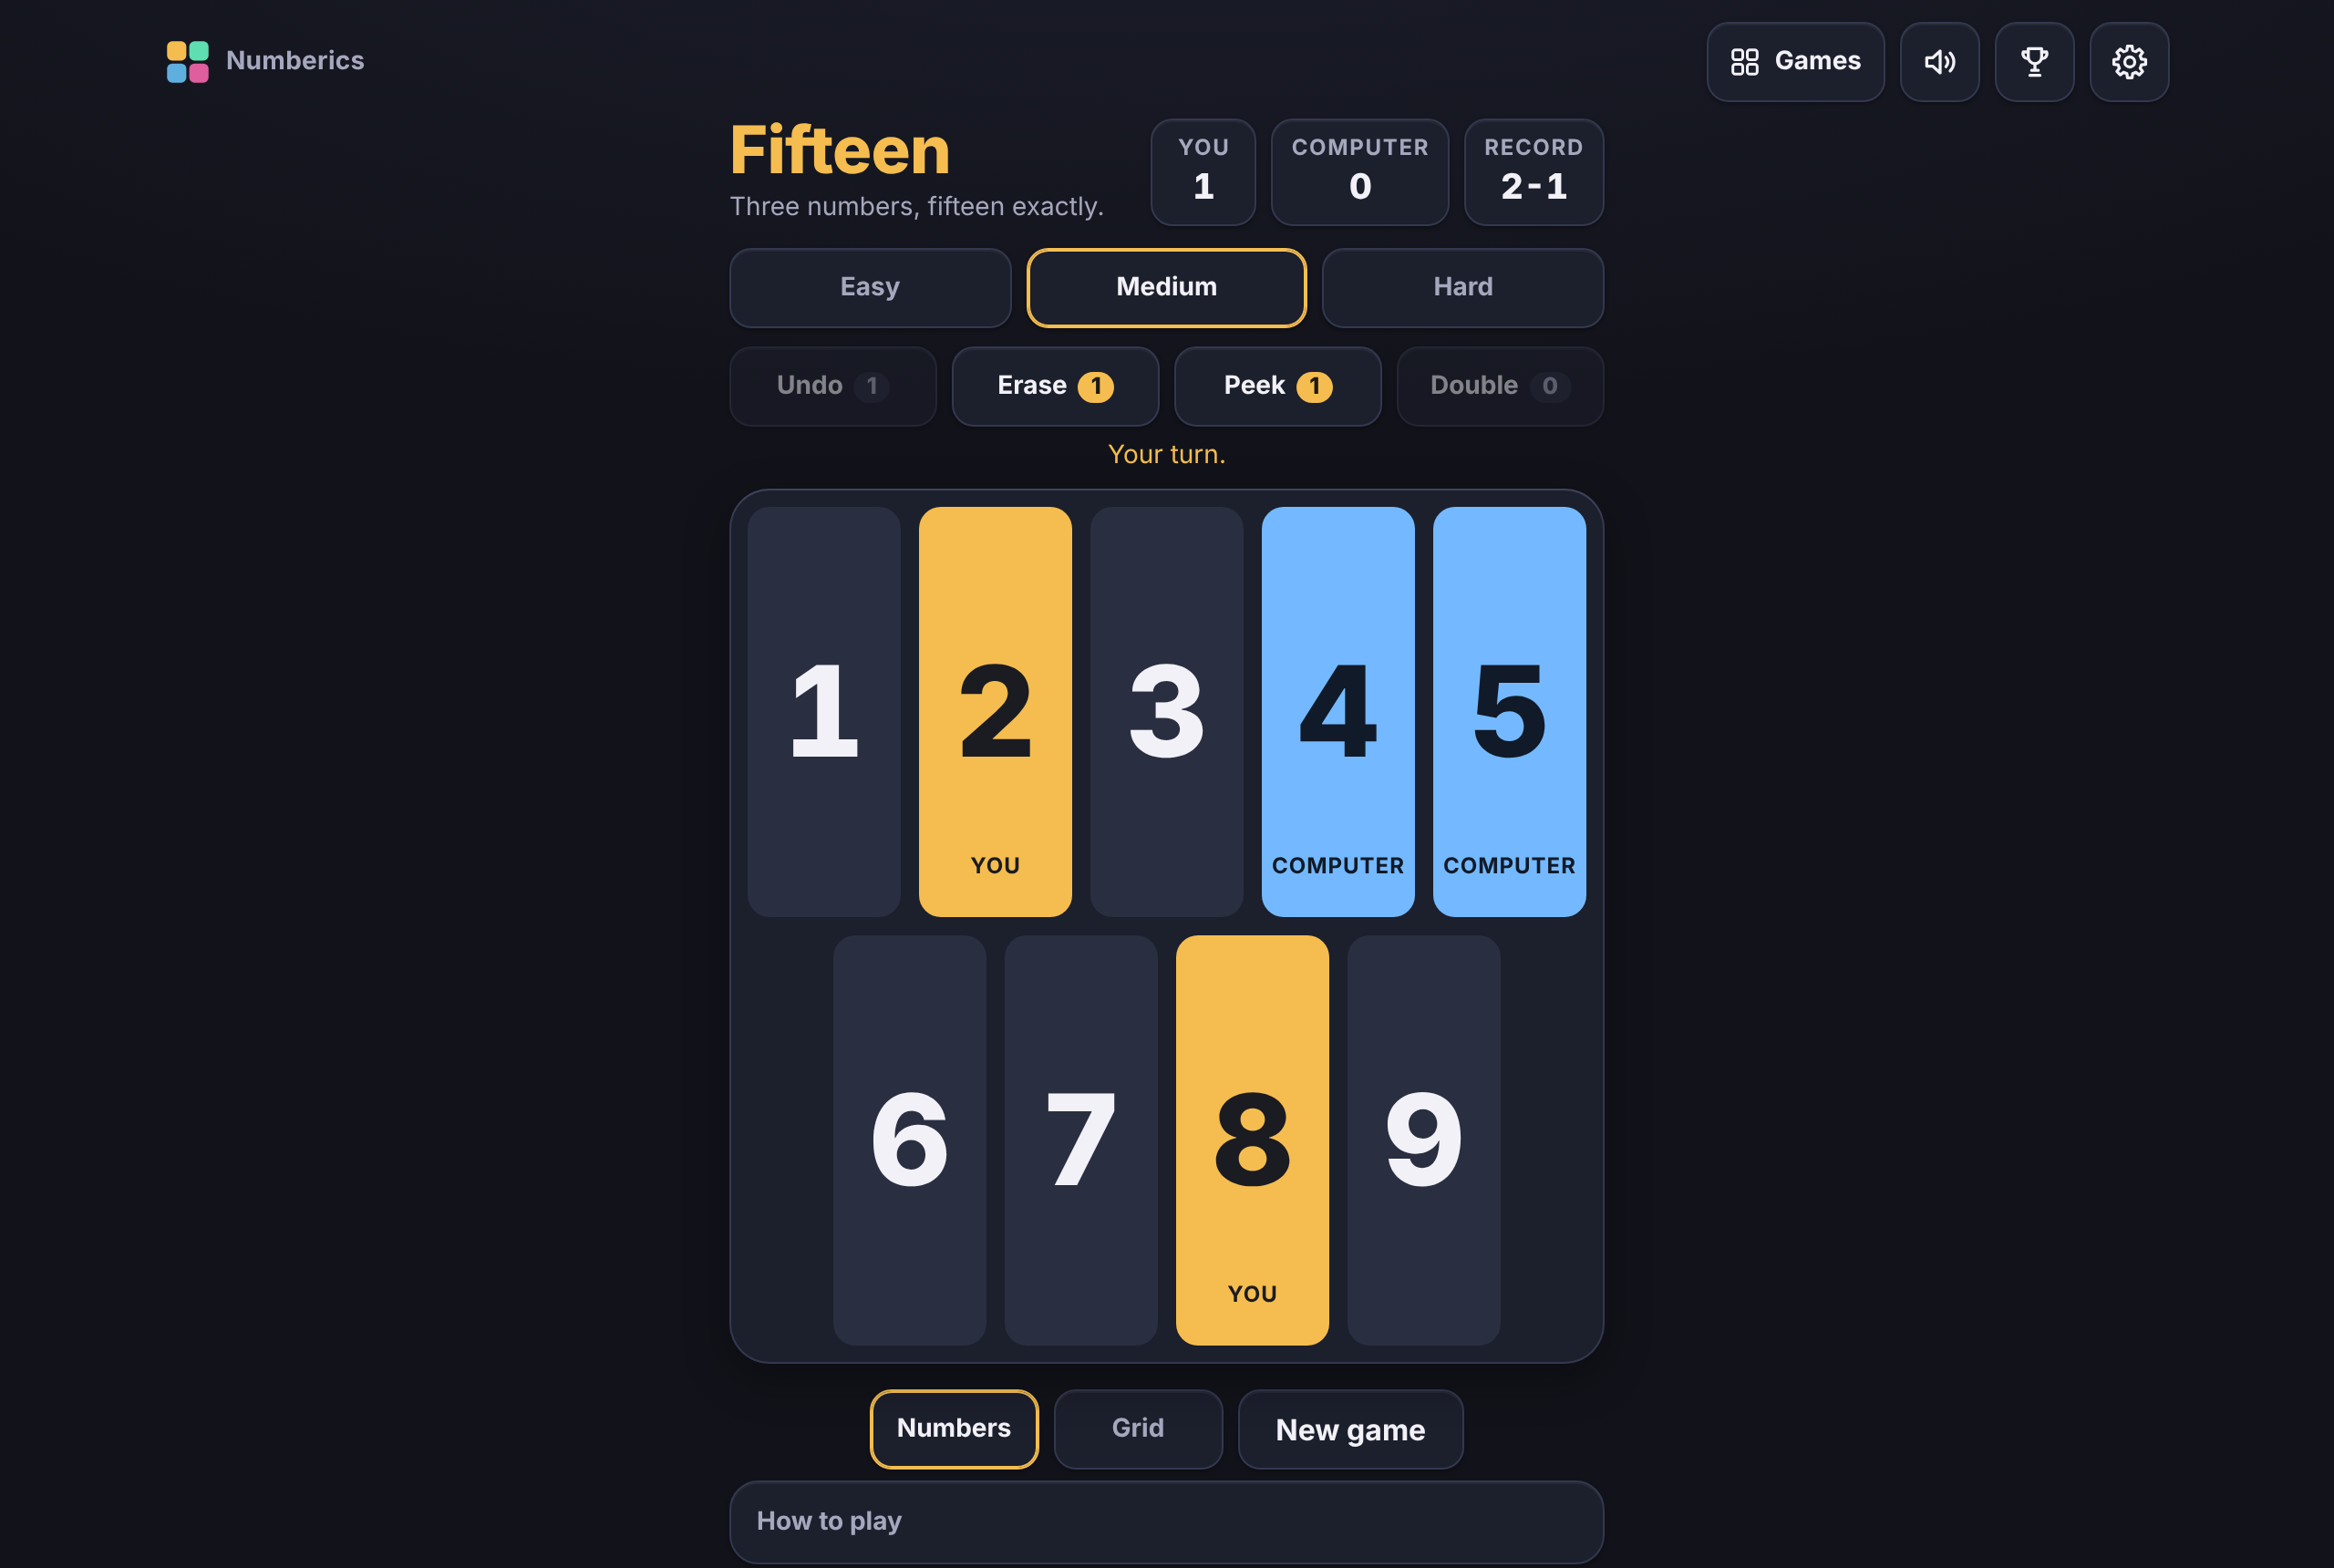 Numberics
Games
Fifteen
Three numbers, fifteen exactly.
YOU
1
COMPUTER
0
RECORD
2-1
Easy
Medium
Hard
Undo 1
Erase 1
Peek 1
Double 0
Your turn.
1
2
YOU
3
4
COMPUTER
5
COMPUTER
6
7
8
YOU
9
Numbers
Grid
New game
How to play